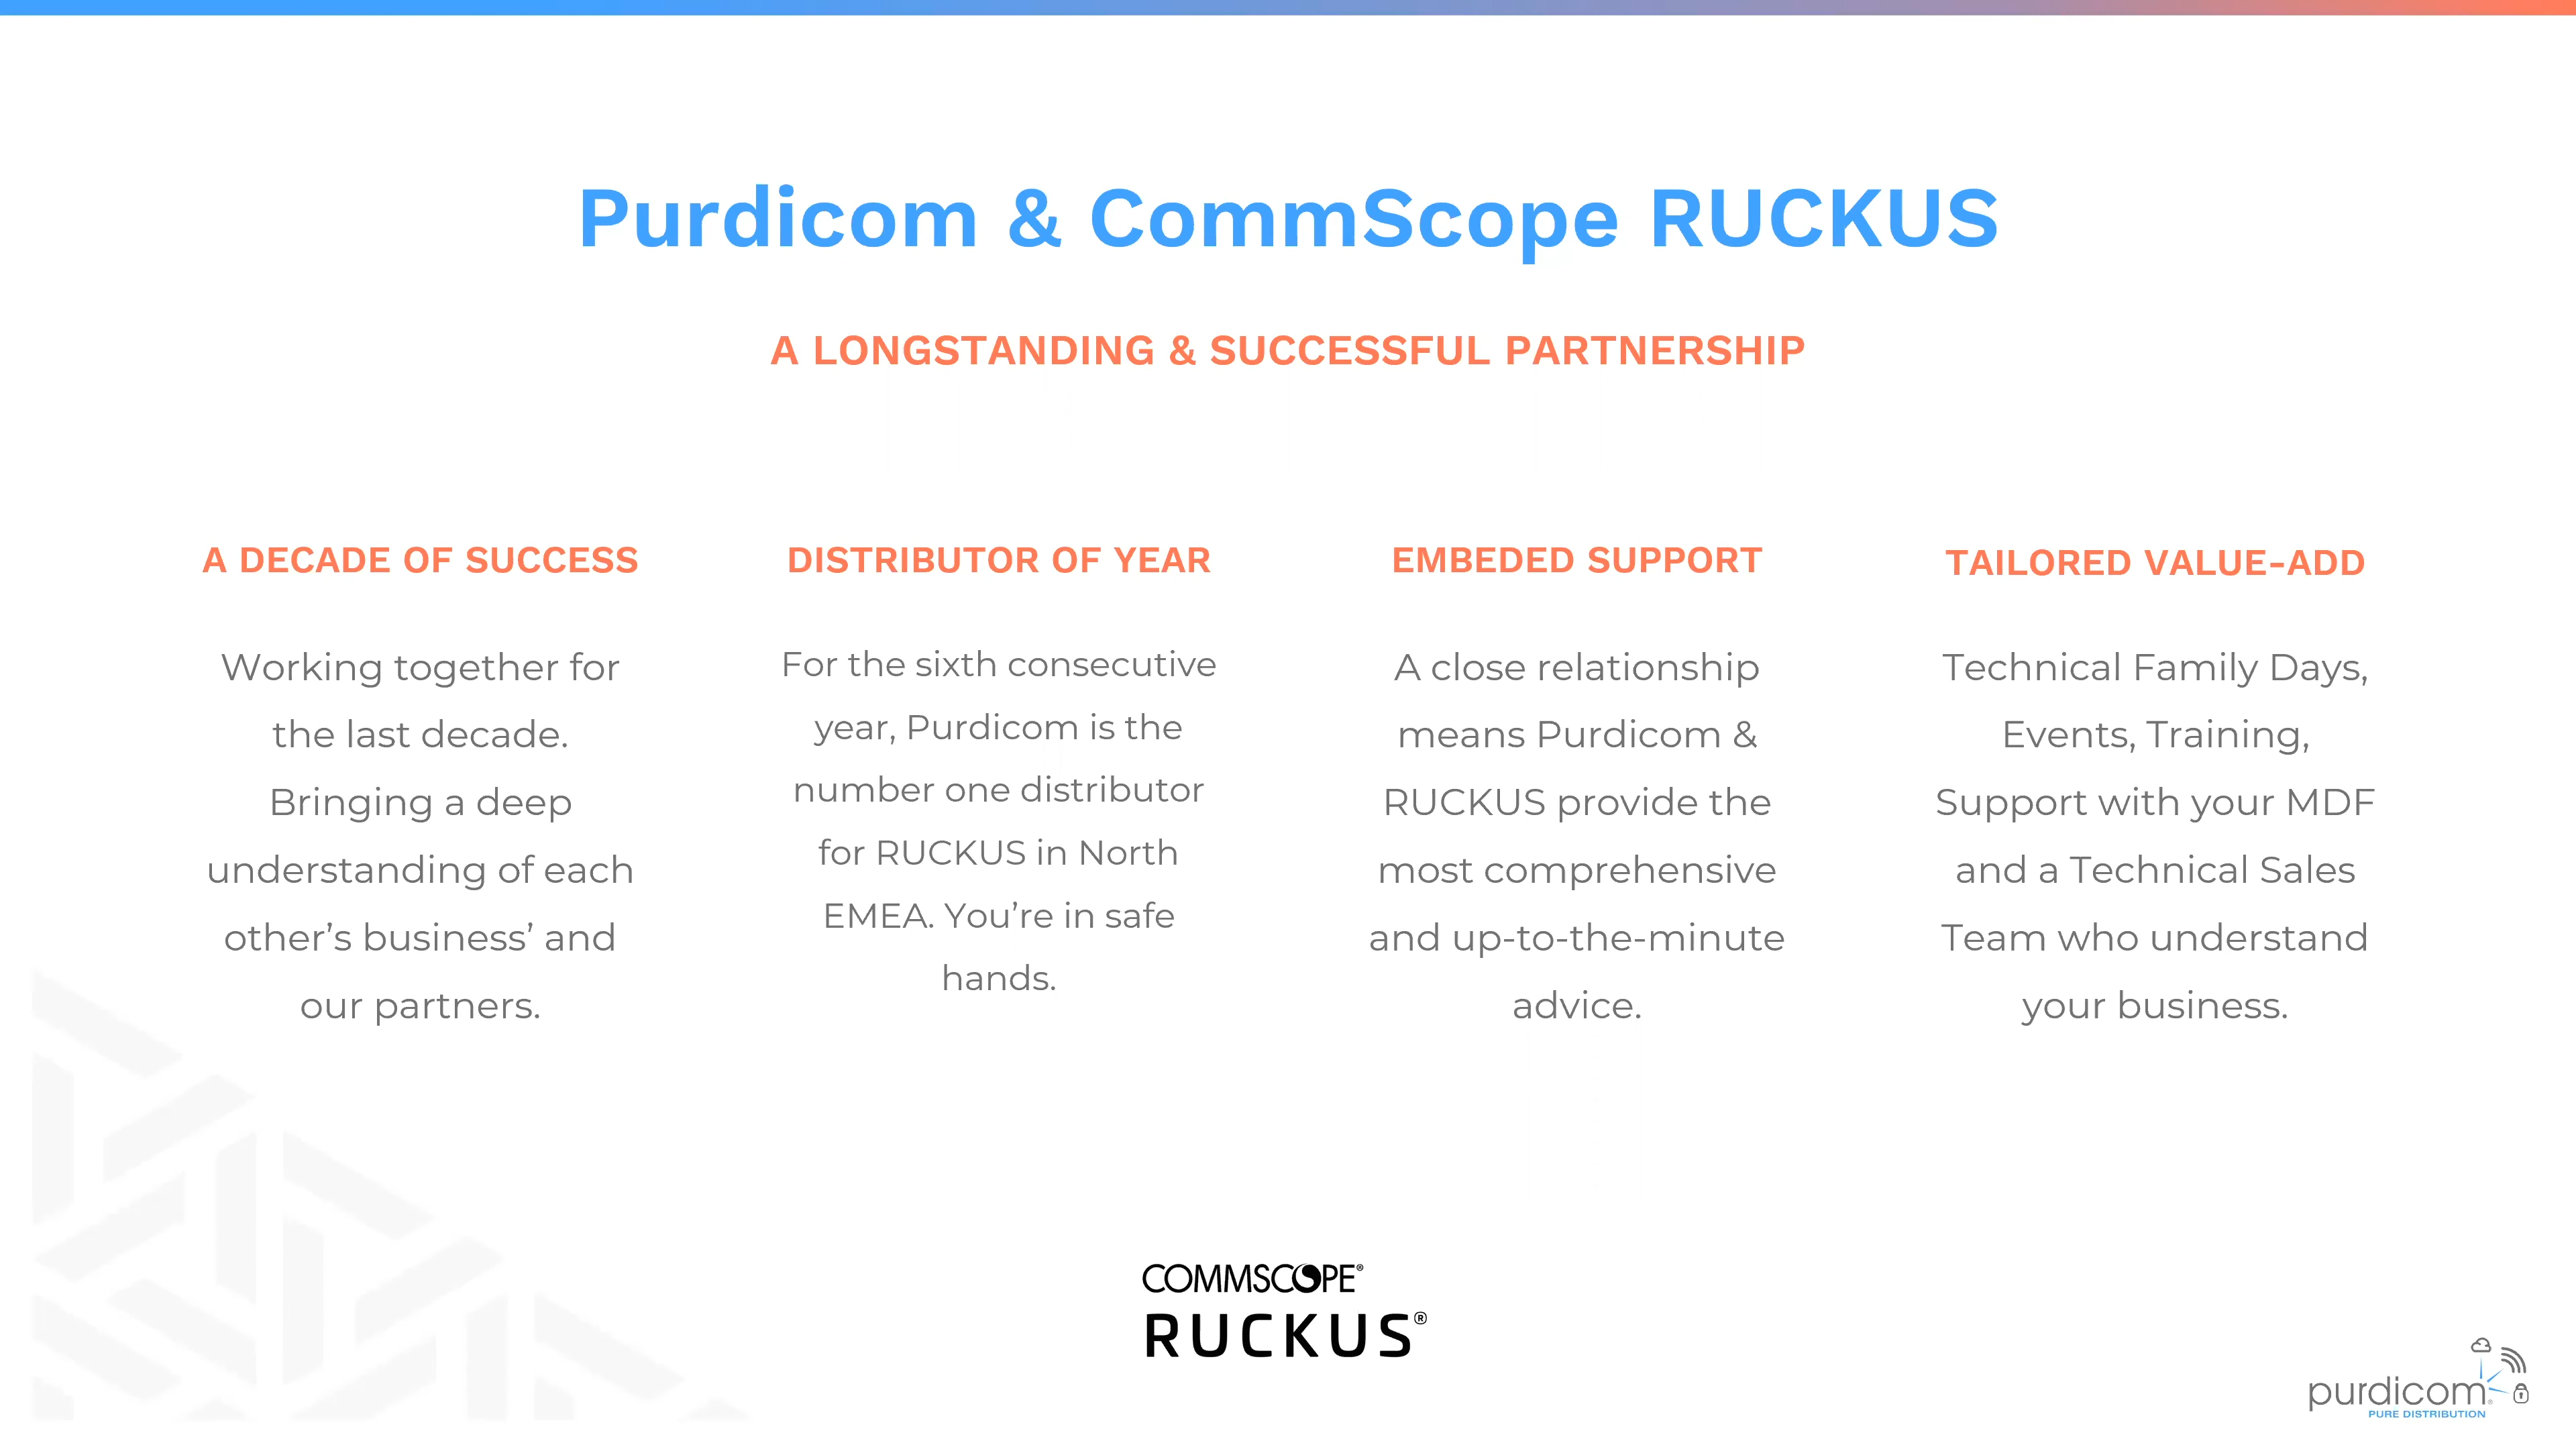 Purdicom & CommScope RUCKUS
A LONGSTANDING & SUCCESSFUL PARTNERSHIP
A DECADE OF SUCCESS
Working together for
the last decade.
Bringing a deep
understanding of each
other’s business’ and
our partners.
DISTRIBUTOR OF YEAR
For the sixth consecutive
year, Purdicom is the
number one distributor
for RUCKUS in North
EMEA. You’re in safe
hands.
EMBEDED SUPPORT
A close relationship
means Purdicom &
RUCKUS provide the
most comprehensive
and up-to-the-minute
advice.
TAILORED VALUE-ADD
Technical Family Days,
Events, Training,
Support with your MDF
and a Technical Sales
Team who understand
your business.
COMMSCOPE®
RUCKUS®
purdicom®
PURE DISTRIBUTION